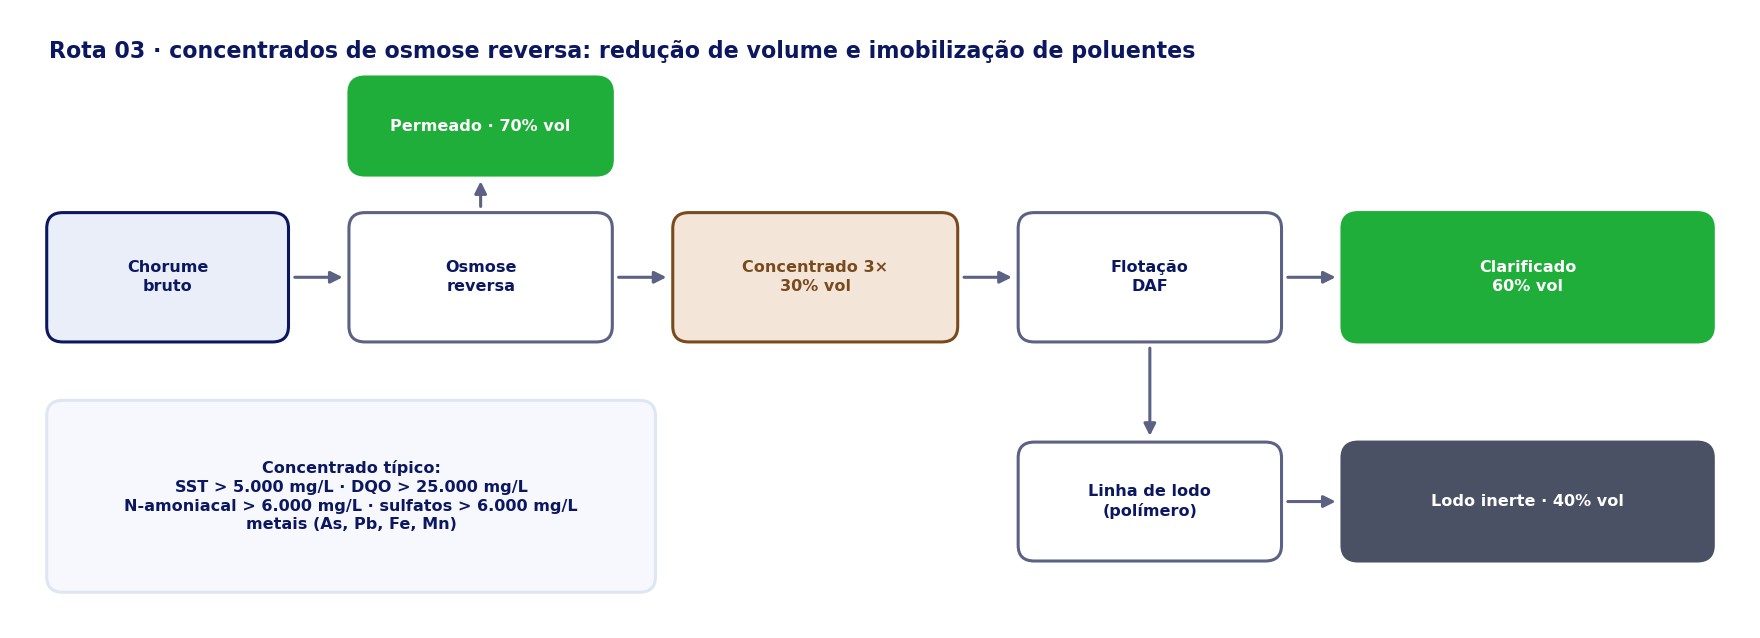 Rota 03 · concentrados de osmose reversa: redução de volume e imobilização de poluentes
Permeado · 70% vol
Chorume
bruto
Osmose
reversa
Concentrado 3×
30% vol
Flotação
DAF
Clarificado
60% vol
Concentrado típico:
SST > 5.000 mg/L · DQO > 25.000 mg/L
N-amoniacal > 6.000 mg/L · sulfatos > 6.000 mg/L
metais (As, Pb, Fe, Mn)
Linha de lodo
(polímero)
Lodo inerte · 40% vol